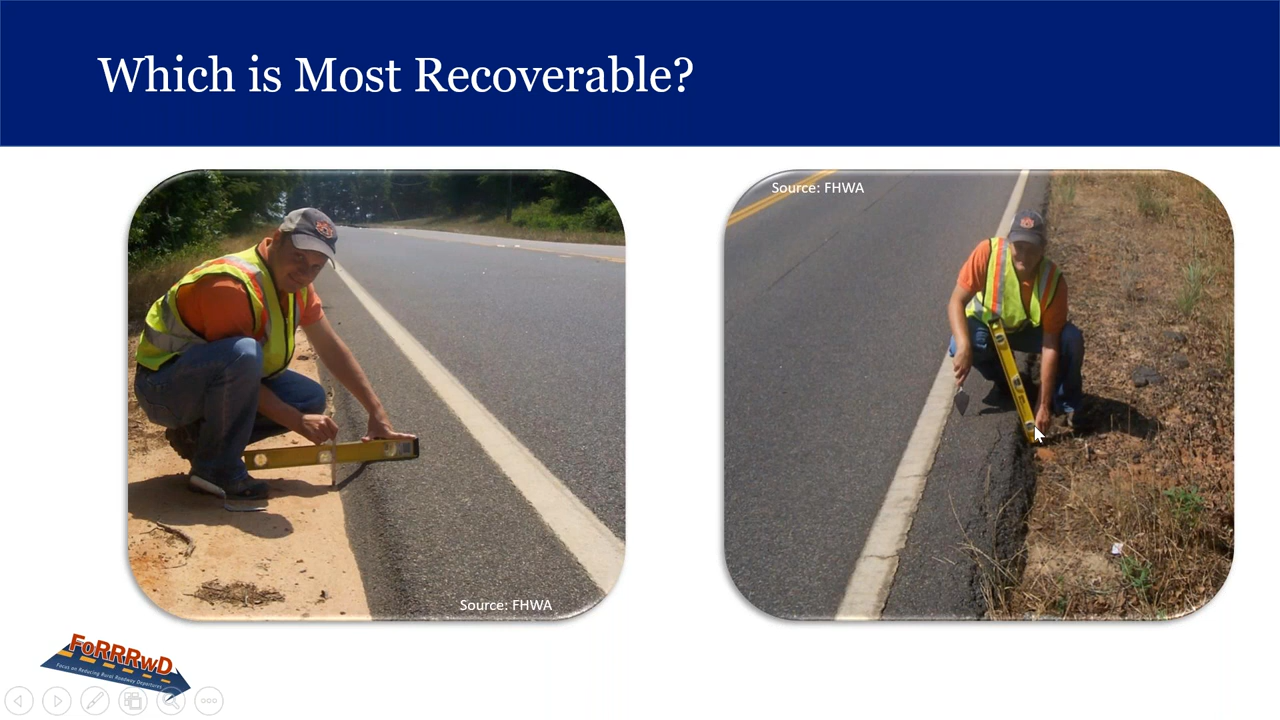 Which is Most Recoverable?
Source: FHWA
Source: FHWA
FoRRRwD
Focus on Reducing Rural Roadway Departures